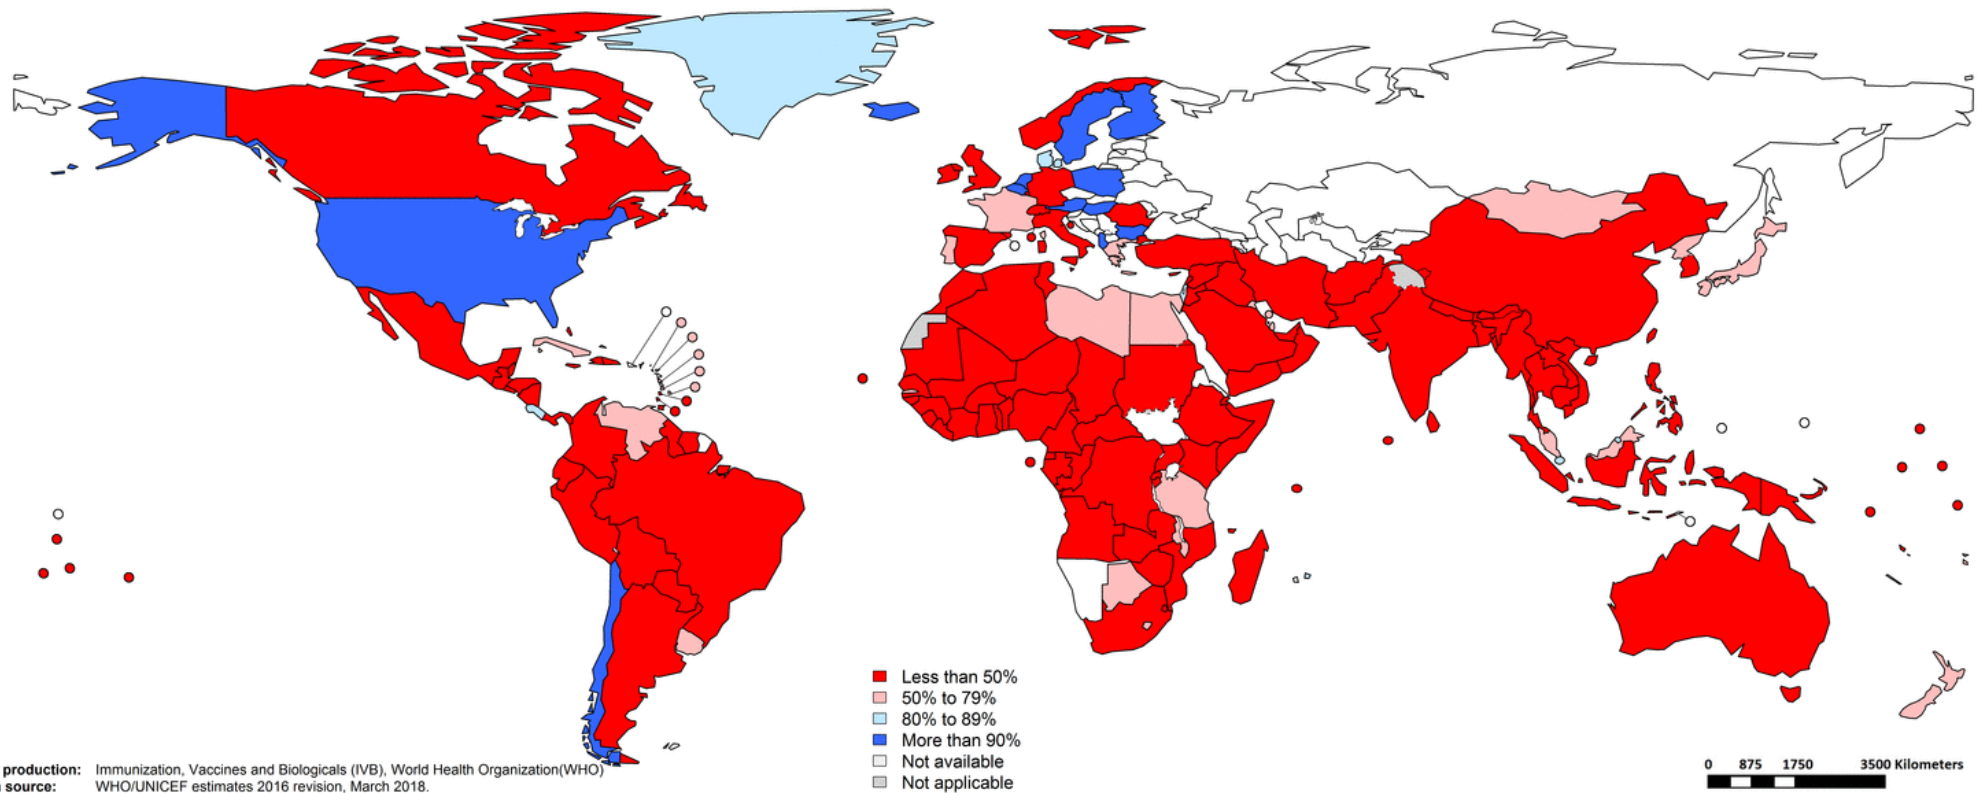 Less than 50%
50% to 79%
80% to 89%
More than 90%
Not available
Not applicable
0 875 1750 3500 Kilometers
production: Immunization, Vaccines and Biologicals (IVB), World Health Organization(WHO)
source: WHO/UNICEF estimates 2016 revision, March 2018.